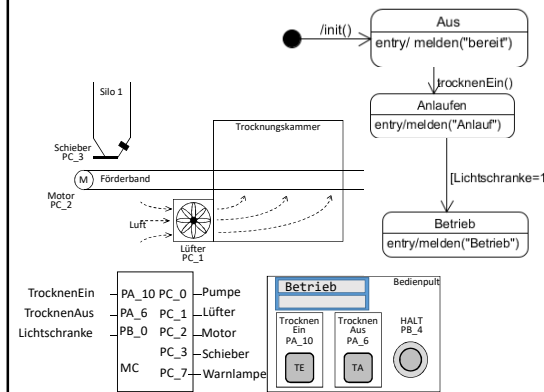 /init()
Aus
entry/ melden("bereit")
trocknenEin()
Anlaufen
entry/melden("Anlauf")
[Lichtschranke=1
Betrieb
entry/melden("Betrieb")
Silo 1
Schieber
PC_3
Trocknungskammer
M
Förderband
Motor
PC_2
Luft
Lüfter
PC_1
TrocknenEin
TrocknenAus
Lichtschranke
PA_10
PA_6
PB_0
MC
PC_0
PC_1
PC_2
PC_3
PC_7
Pumpe
Lüfter
Motor
Schieber
Warnlampe
Betrieb
Bedienpult
Trocknen
Ein
PA_10
TE
Trocknen
Aus
PA_6
TA
HALT
PB_4